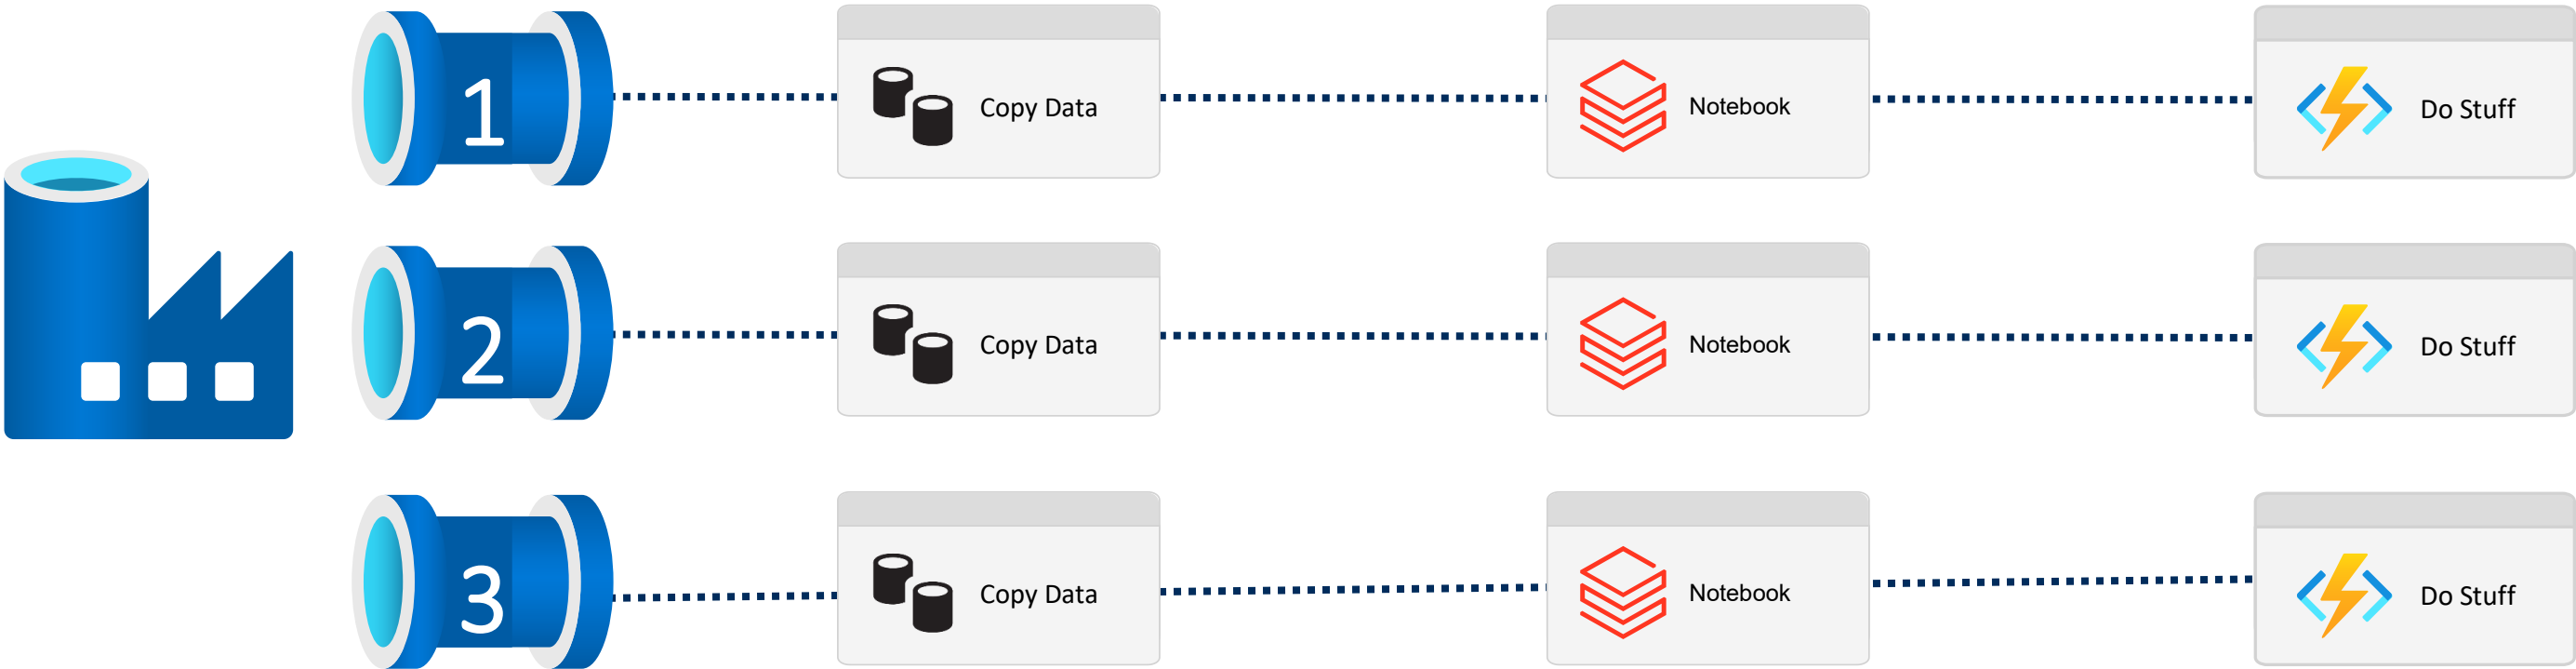 1
Copy Data
Notebook
Do Stuff
2
Copy Data
Notebook
Do Stuff
3
Copy Data
Notebook
Do Stuff